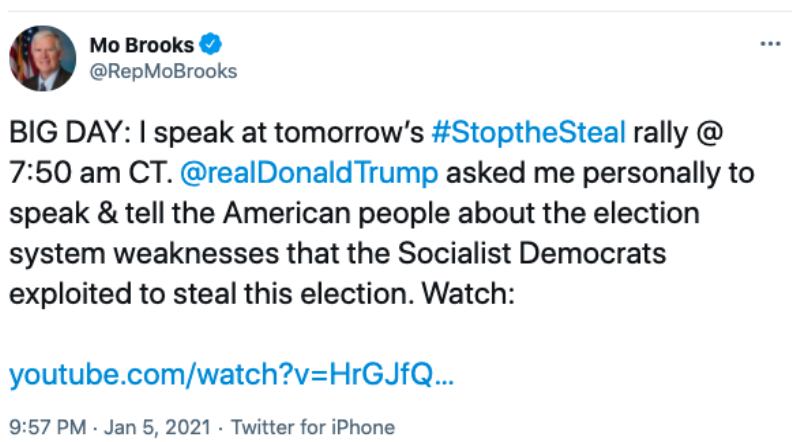 Mo Brooks
@RepMoBrooks
BIG DAY: I speak at tomorrow’s #StoptheSteal rally @
7:50 am CT. @realDonaldTrump asked me personally to
speak & tell the American people about the election
system weaknesses that the Socialist Democrats
exploited to steal this election. Watch:
youtube.com/watch?v=HrGJfQ...
9:57 PM · Jan 5, 2021 · Twitter for iPhone